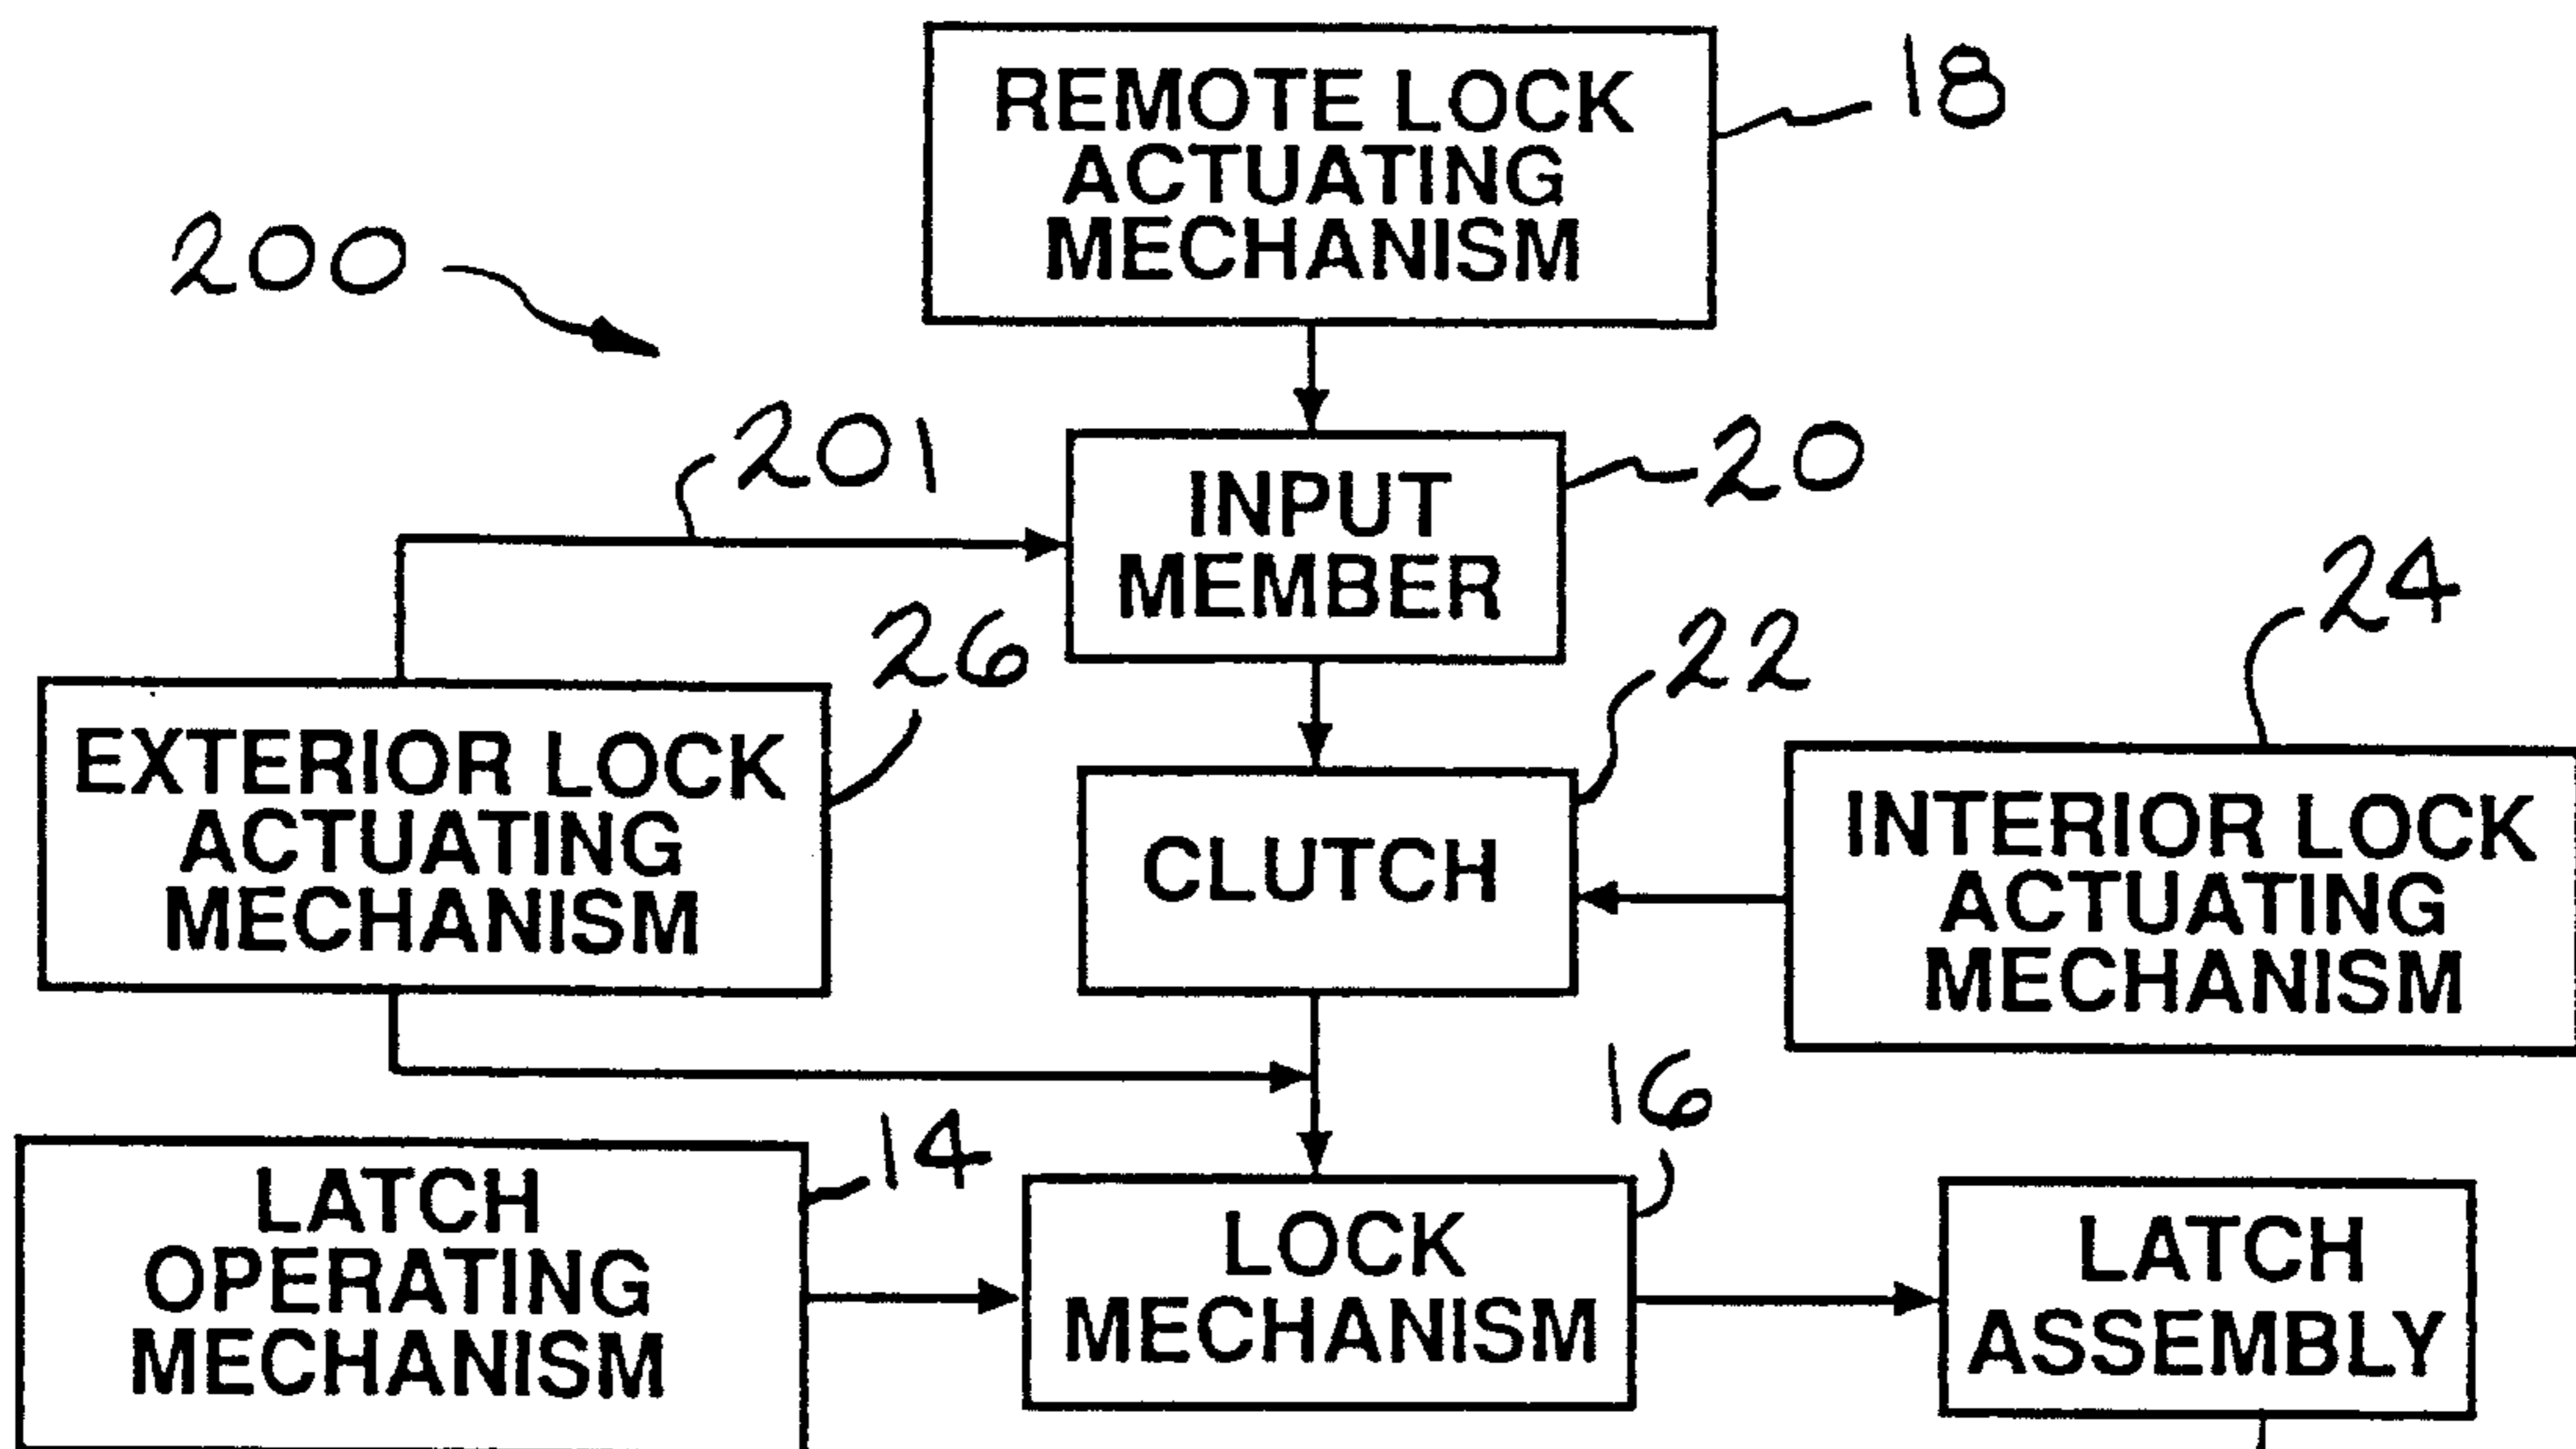 REMOTE LOCK
ACTUATING
MECHANISM
18
200
201
INPUT
MEMBER
20
26
22
24
EXTERIOR LOCK
ACTUATING
MECHANISM
CLUTCH
INTERIOR LOCK
ACTUATING
MECHANISM
14
16
LATCH
OPERATING
MECHANISM
LOCK
MECHANISM
LATCH
ASSEMBLY